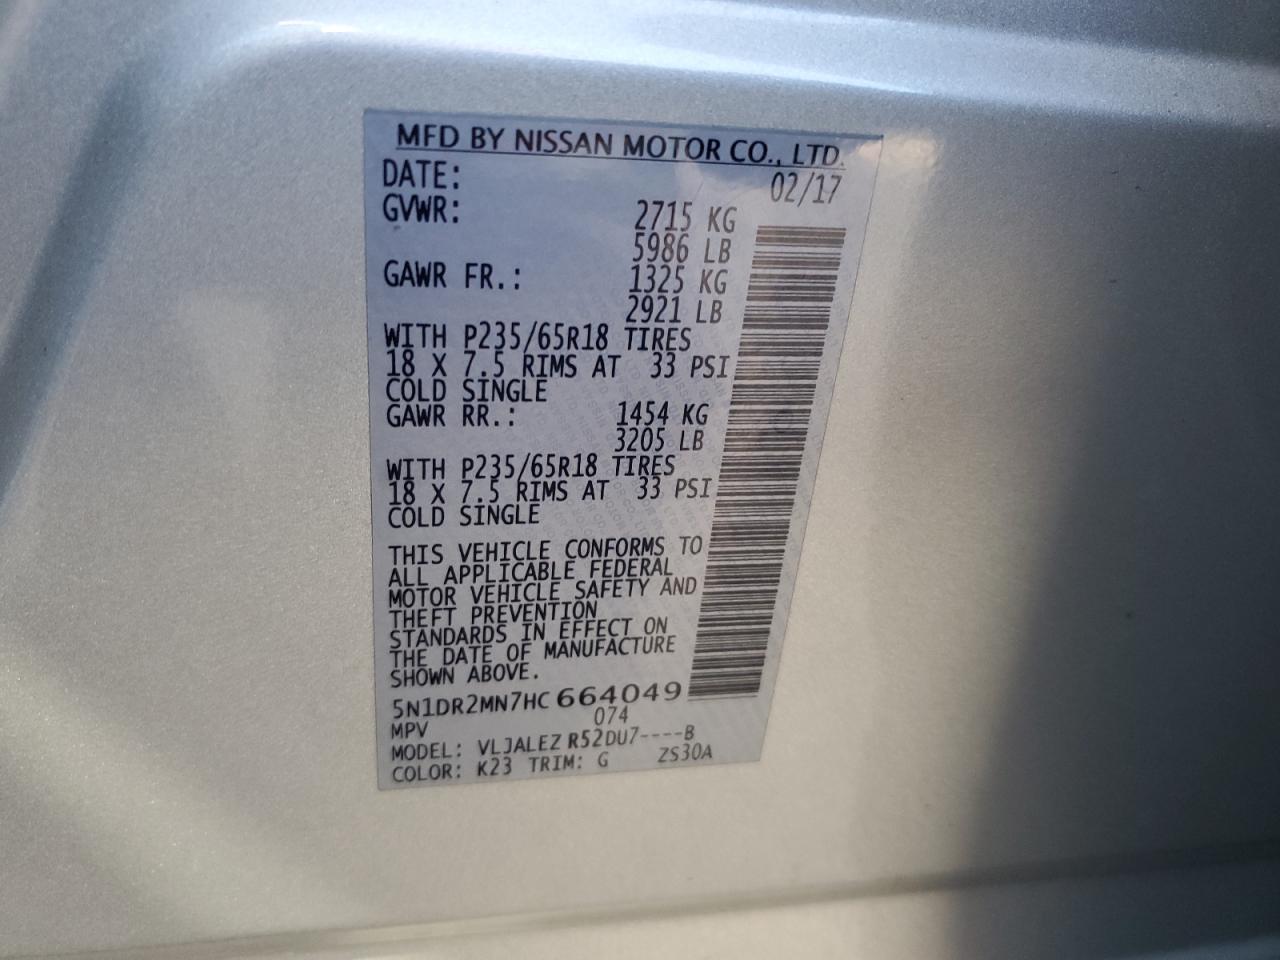 MFD BY NISSAN MOTOR CO., LTD.
DATE: 02/17
GVWR: 2715 KG
5986 LB
GAWR FR.: 1325 KG
2921 LB
WITH P235/65R18 TIRES
18 X 7.5 RIMS AT 33 PSI
COLD SINGLE
GAWR RR.: 1454 KG
3205 LB
WITH P235/65R18 TIRES
18 X 7.5 RIMS AT 33 PSI
COLD SINGLE
THIS VEHICLE CONFORMS TO
ALL APPLICABLE FEDERAL
MOTOR VEHICLE SAFETY AND
THEFT PREVENTION
STANDARDS IN EFFECT ON
THE DATE OF MANUFACTURE
SHOWN ABOVE.
5N1DR2MN7HC 664049
MPV 074
MODEL: VLJALEZ R52DU7----B
COLOR: K23 TRIM: G ZS30A